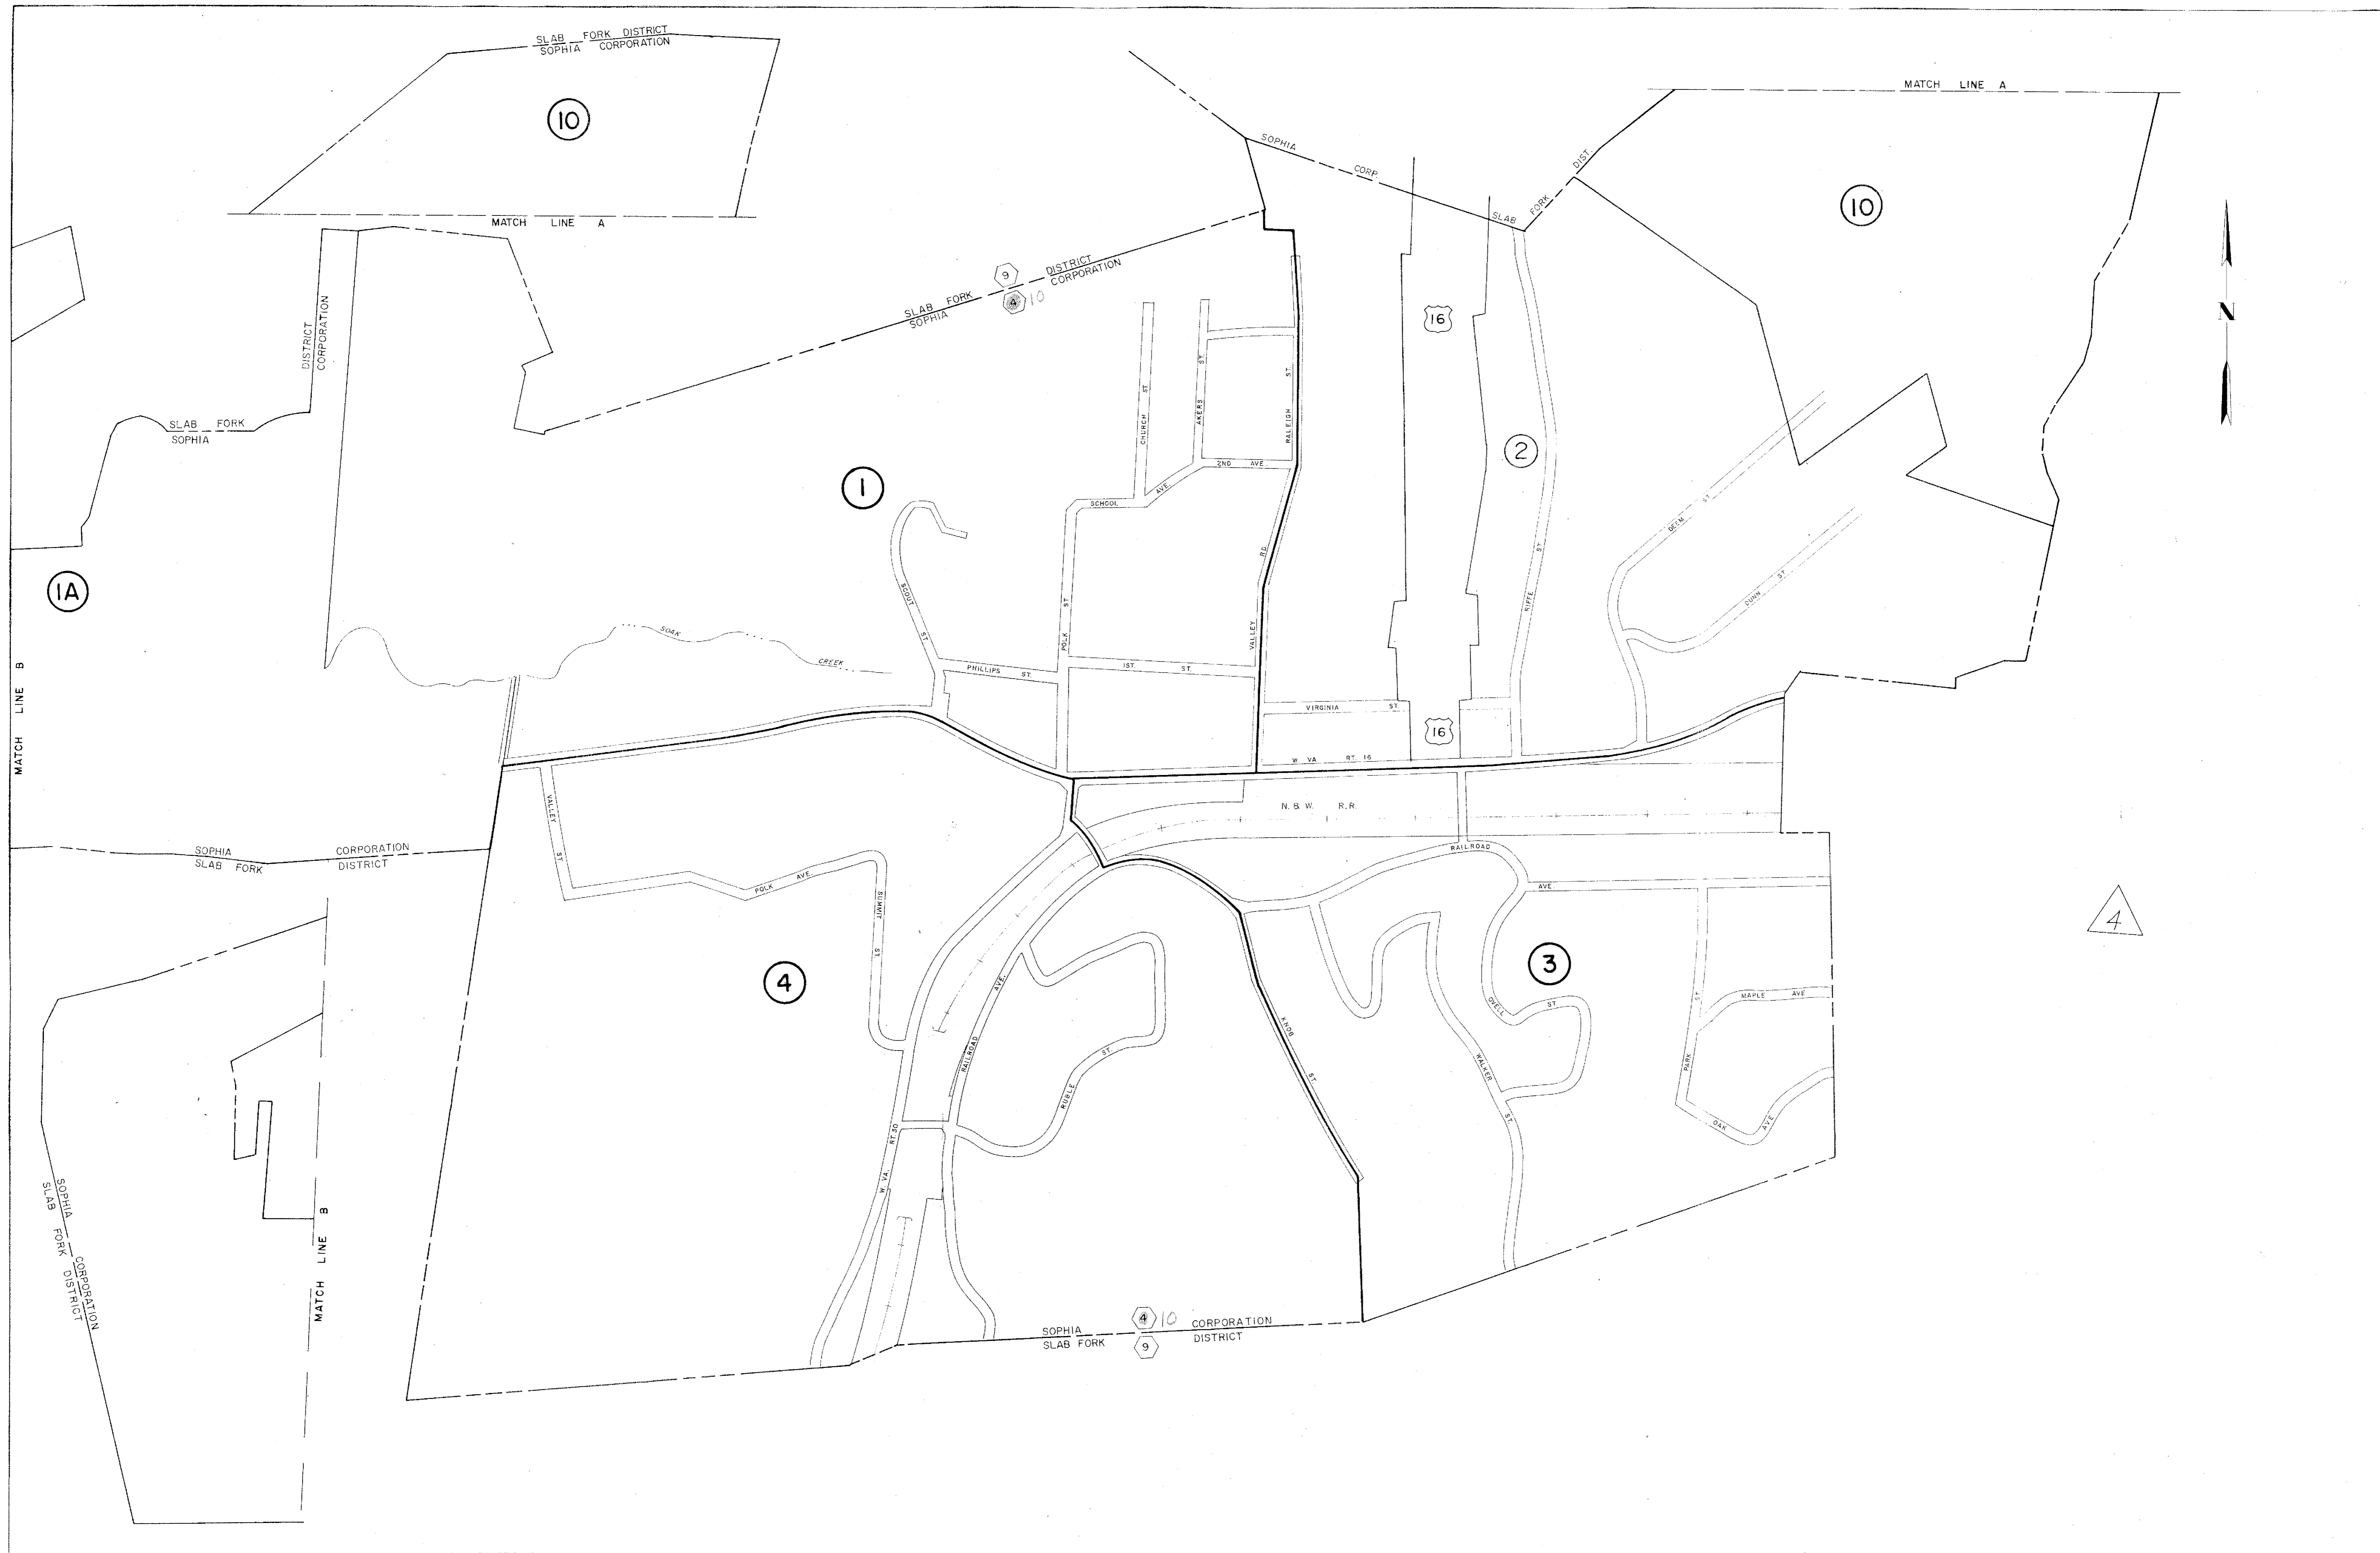 SLAB FORK DISTRICT
SOPHIA CORPORATION
10
MATCH LINE A
MATCH LINE A
SOPHIA CORP.
SLAB FORK DIST.
10
N
DISTRICT
CORPORATION
SLAB FORK DISTRICT
SOPHIA CORPORATION
9
4 10
16
SLAB FORK
SOPHIA
CHURCH ST.
AKERS ST.
RALEIGH ST.
2ND AVE.
SCHOOL AVE.
1
2
DEEM ST.
DUNN ST.
RIFFE ST.
1A
SCOUT ST.
POLK ST.
VALLEY RD.
SOAK CREEK
PHILLIPS ST.
1ST. ST.
VIRGINIA ST.
16
W VA RT. 16
MATCH LINE B
N. & W. R.R.
VALLEY ST.
POLK AVE.
SUMMIT ST.
RAILROAD AVE.
SOPHIA CORPORATION
SLAB FORK DISTRICT
4
4
3
RAILROAD AVE.
RUBLE ST.
KNOB ST.
WALKER ST.
OVELL ST.
PARK ST.
MAPLE AVE
OAK AVE
W. VA. RT. 50
SOPHIA CORPORATION
SLAB FORK DISTRICT
MATCH LINE B
SOPHIA CORPORATION
4 10
SLAB FORK DISTRICT
9